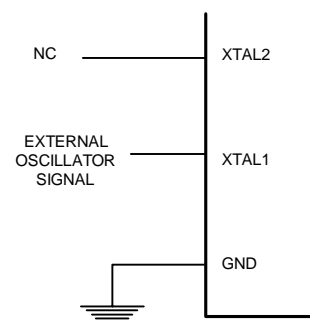 NC
XTAL2
EXTERNAL
OSCILLATOR
SIGNAL
XTAL1
GND